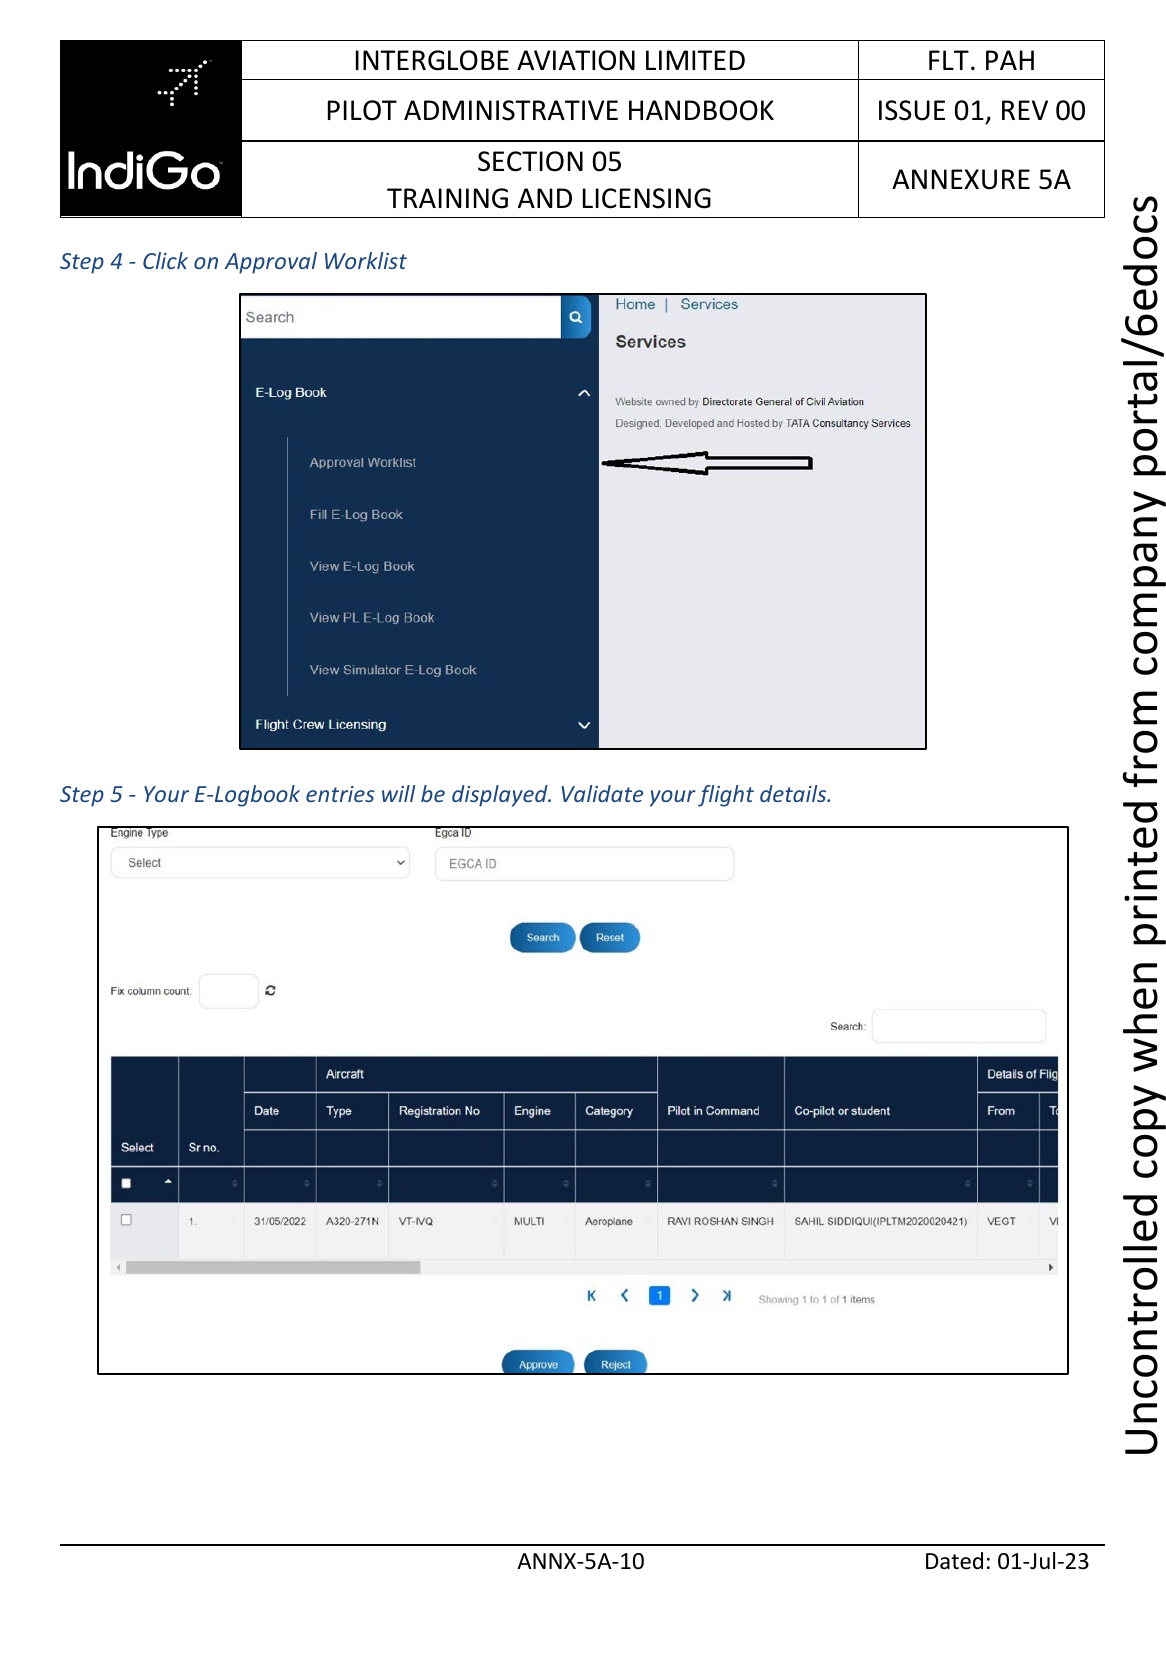 INTERGLOBE AVIATION LIMITED
FLT. PAH
PILOT ADMINISTRATIVE HANDBOOK
ISSUE 01, REV 00
IndiGo
SECTION 05
TRAINING AND LICENSING
ANNEXURE 5A
Step 4 - Click on Approval Worklist
Search
Home | Services
Services
E-Log Book
Website owned by Directorate General of Civil Aviation
Designed, Developed and Hosted by TATA Consultancy Services
Approval Worklist
Fill E-Log Book
View E-Log Book
View PL E-Log Book
View Simulator E-Log Book
Flight Crew Licensing
Step 5 - Your E-Logbook entries will be displayed. Validate your flight details.
Engine Type
Egca ID
Select
EGCA ID
Search
Reset
Fix column count:
Search:
Aircraft
Details of Flig
Date
Type
Registration No
Engine
Category
Pilot in Command
Co-pilot or student
From
To
Select
Sr no.
1.
31/05/2022
A320-271N
VT-IVQ
MULTI
Aeroplane
RAVI ROSHAN SINGH
SAHIL SIDDIQUI(IPLTM2020020421)
VEGT
1
Showing 1 to 1 of 1 items
Approve
Reject
ANNX-5A-10
Dated: 01-Jul-23
Uncontrolled copy when printed from company portal/6edocs